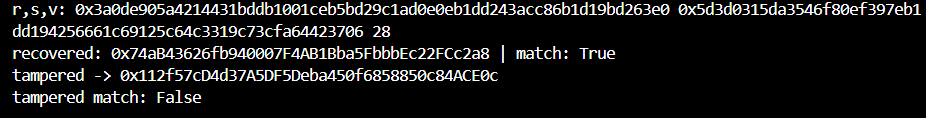 r,s,v: 0x3a0de905a4214431bddb1001ceb5bd29c1ad0e0eb1dd243acc86b1d19bd263e0 0x5d3d0315da3546f80ef397eb1
dd194256661c69125c64c3319c73cfa64423706 28
recovered: 0x74aB43626fb940007F4AB1Bba5FbbbEc22FCc2a8 | match: True
tampered -> 0x112f57cD4d37A5DF5Deba450f6858850c84ACE0c
tampered match: False